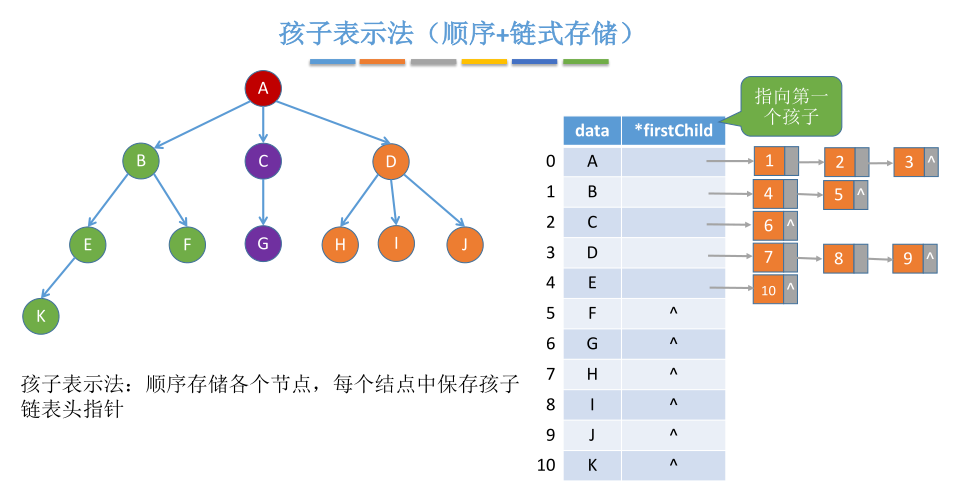 孩子表示法（顺序+链式存储）
A
B C D
E F G H I J
K
孩子表示法：顺序存储各个节点，每个结点中保存孩子
链表头指针
指向第一
个孩子
data *firstChild
0 A 1 2 3 ^
1 B 4 5 ^
2 C 6 ^
3 D 7 8 9 ^
4 E 10 ^
5 F ^
6 G ^
7 H ^
8 I ^
9 J ^
10 K ^